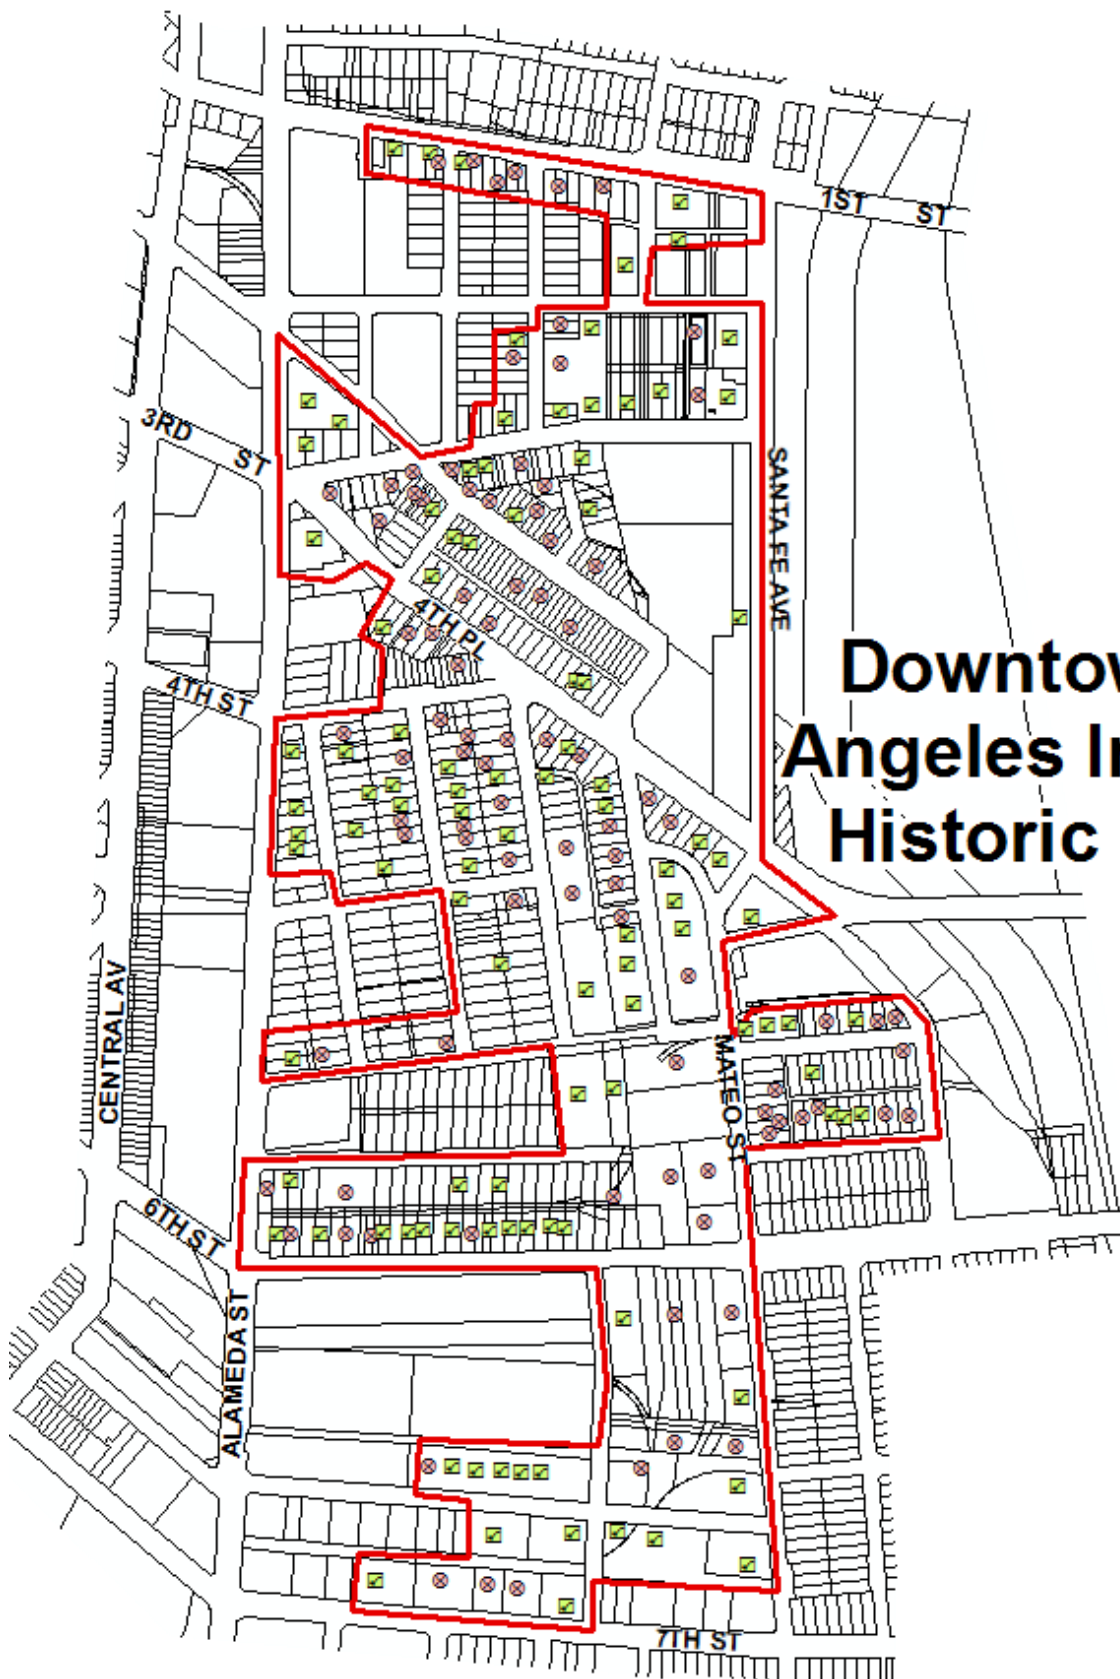 1ST ST
3RD ST
SANTA FE AVE
4TH PL
Downtow
4TH ST
Angeles I
Historic
CENTRAL AV
MATEO ST
6TH ST
ALAMEDA ST
7TH ST